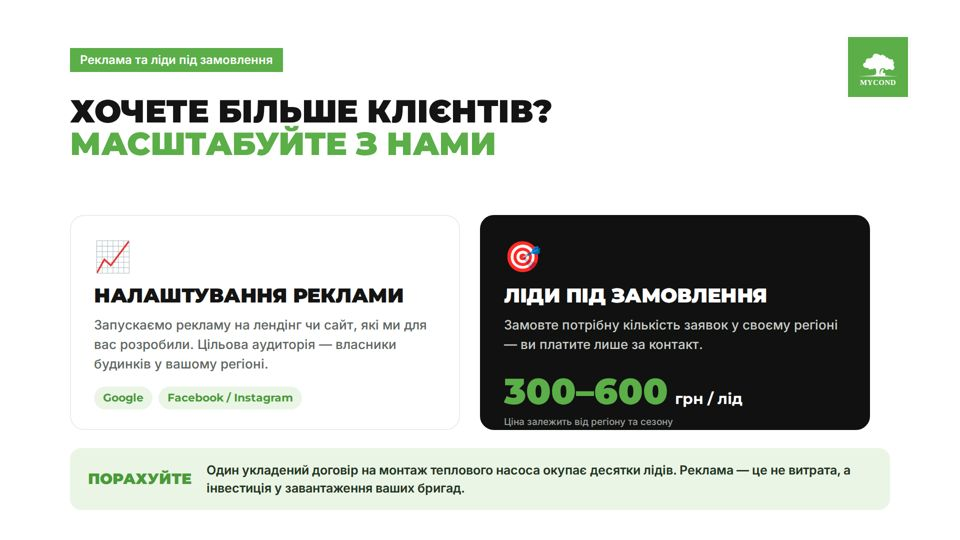 Реклама та ліди під замовлення
MYCOND
ХОЧЕТЕ БІЛЬШЕ КЛІЄНТІВ?
МАСШТАБУЙТЕ З НАМИ
НАЛАШТУВАННЯ РЕКЛАМИ
Запускаємо рекламу на лендінг чи сайт, які ми для
вас розробили. Цільова аудиторія — власники
будинків у вашому регіоні.
Google
Facebook / Instagram
ЛІДИ ПІД ЗАМОВЛЕННЯ
Замовте потрібну кількість заявок у своєму регіоні
— ви платите лише за контакт.
300–600 грн / лід
Ціна залежить від регіону та сезону
ПОРАХУЙТЕ
Один укладений договір на монтаж теплового насоса окупає десятки лідів. Реклама — це не витрата, а
інвестиція у завантаження ваших бригад.